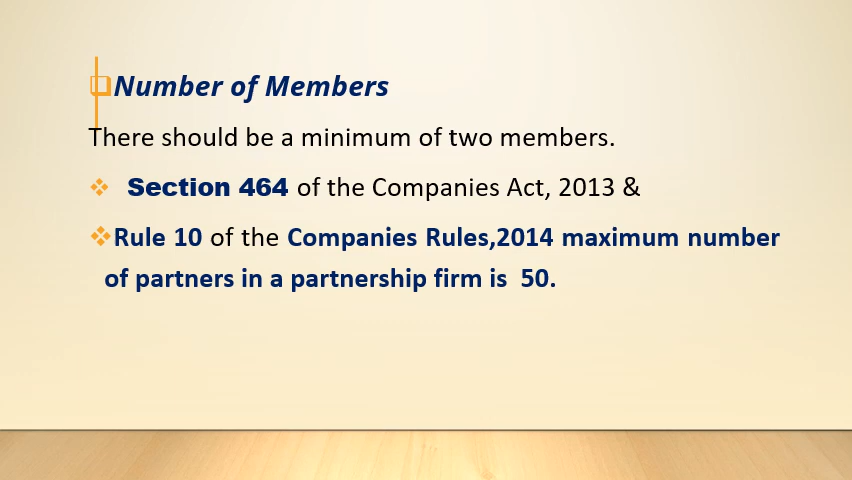 Number of Members
There should be a minimum of two members.
Section 464 of the Companies Act, 2013 &
Rule 10 of the Companies Rules,2014 maximum number
of partners in a partnership firm is 50.